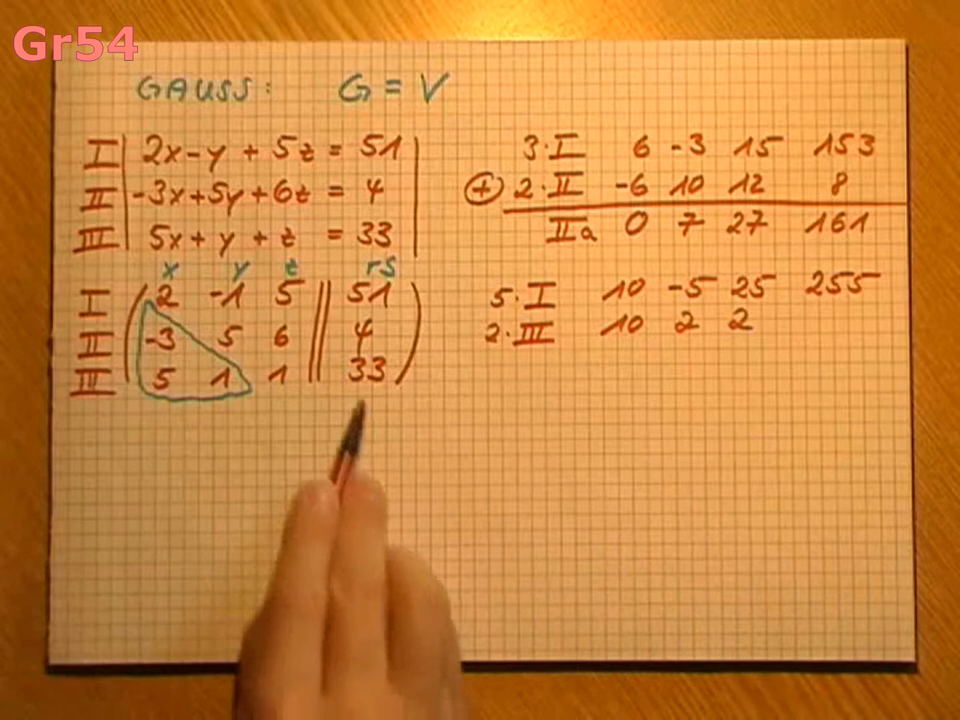 Gr54
GAUSS: G = V
I 2x - y + 5z = 51
II -3x + 5y + 6z = 4
III 5x + y + z = 33
x y z rS
I 2 -1 5 51
II -3 5 6 4
III 5 1 1 33
3·I 6 -3 15 153
+ 2·II -6 10 12 8
IIa 0 7 27 161
5·I 10 -5 25 255
2·III 10 2 2